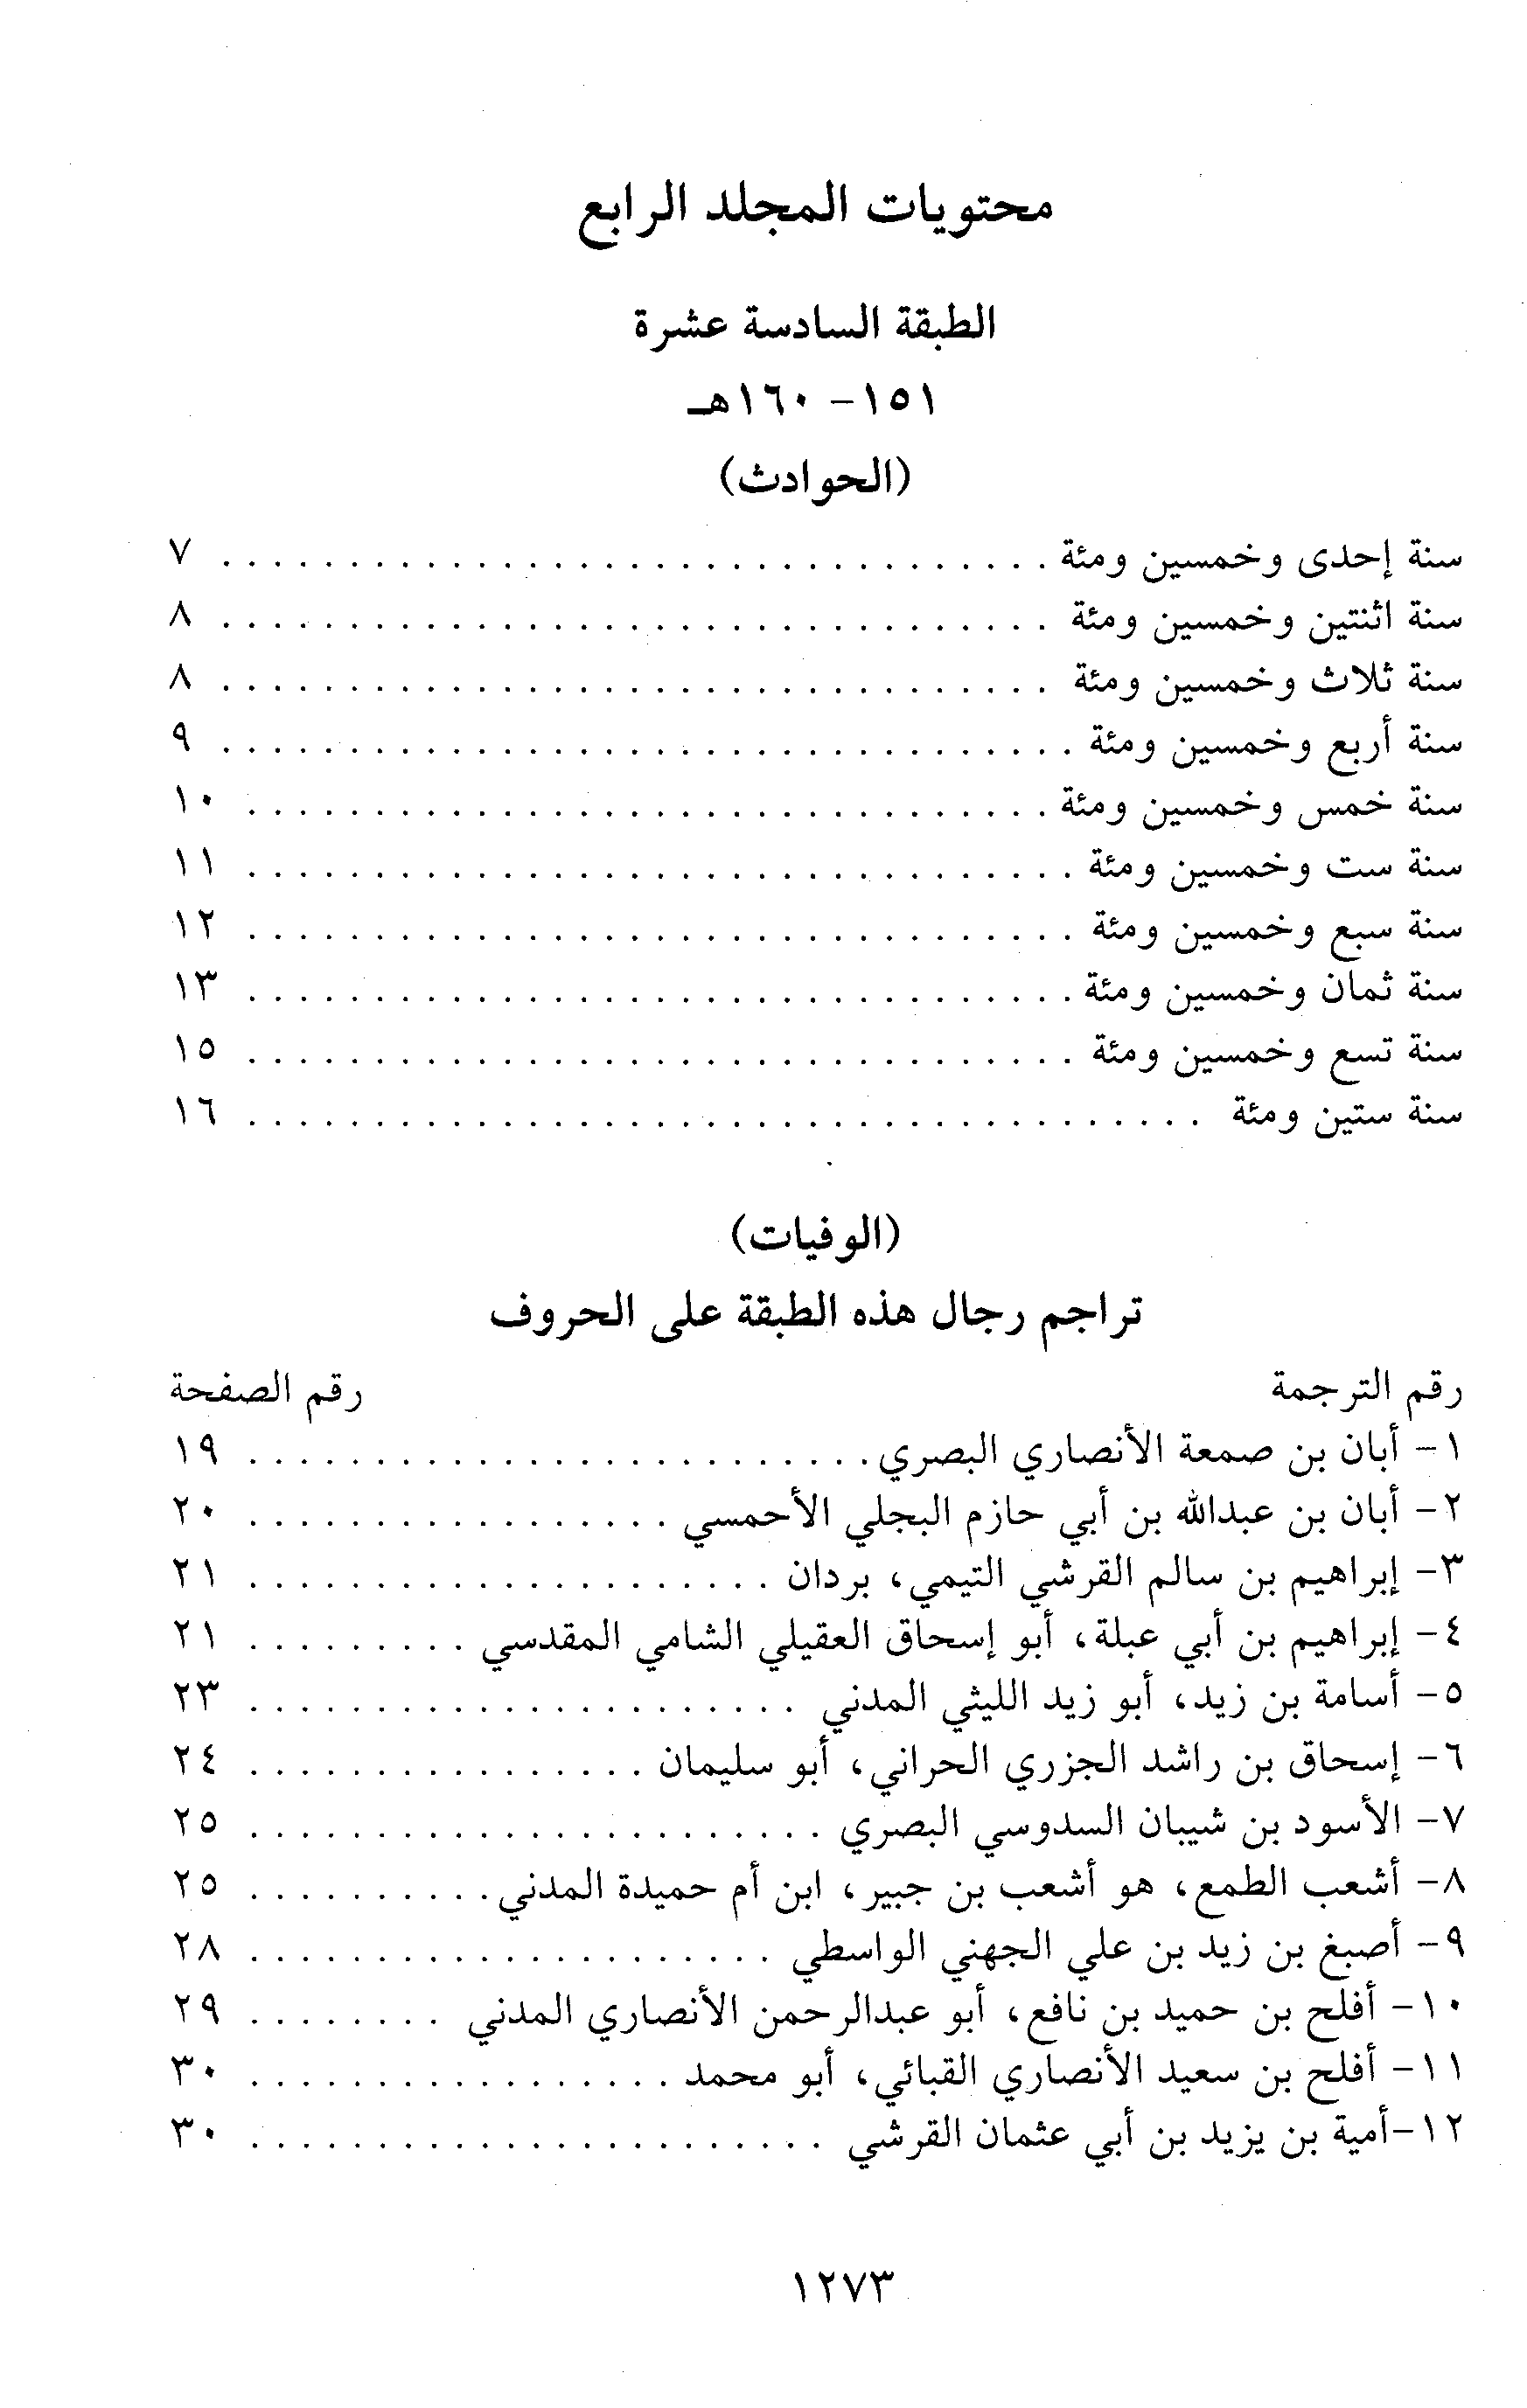 محتويات المجلد الرابع
الطبقة السادسة عشرة
١٥١- ١٦٠هـ
(الحوادث)
سنة إحدى وخمسين ومئة . . . . . . . . . . . . . . . . . . . . . . . . . . . . . . . . . ٧
سنة اثنتين وخمسين ومئة . . . . . . . . . . . . . . . . . . . . . . . . . . . . . . . . . ٨
سنة ثلاث وخمسين ومئة . . . . . . . . . . . . . . . . . . . . . . . . . . . . . . . . . ٨
سنة أربع وخمسين ومئة . . . . . . . . . . . . . . . . . . . . . . . . . . . . . . . . . . ٩
سنة خمس وخمسين ومئة . . . . . . . . . . . . . . . . . . . . . . . . . . . . . . . . ١٠
سنة ست وخمسين ومئة . . . . . . . . . . . . . . . . . . . . . . . . . . . . . . . . . ١١
سنة سبع وخمسين ومئة . . . . . . . . . . . . . . . . . . . . . . . . . . . . . . . . . ١٢
سنة ثمان وخمسين ومئة . . . . . . . . . . . . . . . . . . . . . . . . . . . . . . . . . ١٣
سنة تسع وخمسين ومئة . . . . . . . . . . . . . . . . . . . . . . . . . . . . . . . . . ١٥
سنة ستين ومئة . . . . . . . . . . . . . . . . . . . . . . . . . . . . . . . . . . . . . . ١٦
(الوفيات)
تراجم رجال هذه الطبقة على الحروف
رقم الترجمة رقم الصفحة
١- أبان بن صمعة الأنصاري البصري . . . . . . . . . . . . . . . . . . . . . . . . . ١٩
٢- أبان بن عبدالله بن أبي حازم البجلي الأحمسي . . . . . . . . . . . . . . . . . ٢٠
٣- إبراهيم بن سالم القرشي التيمي، بردان . . . . . . . . . . . . . . . . . . . . . ٢١
٤- إبراهيم بن أبي عبلة، أبو إسحاق العقيلي الشامي المقدسي . . . . . . . . . ٢١
٥- أسامة بن زيد، أبو زيد الليثي المدني . . . . . . . . . . . . . . . . . . . . . . ٢٣
٦- إسحاق بن راشد الجزري الحراني، أبو سليمان . . . . . . . . . . . . . . . . ٢٤
٧- الأسود بن شيبان السدوسي البصري . . . . . . . . . . . . . . . . . . . . . . . ٢٥
٨- أشعب الطمع، هو أشعب بن جبير، ابن أم حميدة المدني . . . . . . . . . . ٢٥
٩- أصبغ بن زيد بن علي الجهني الواسطي . . . . . . . . . . . . . . . . . . . . . ٢٨
١٠- أفلح بن حميد بن نافع، أبو عبدالرحمن الأنصاري المدني . . . . . . . . ٢٩
١١- أفلح بن سعيد الأنصاري القبائي، أبو محمد . . . . . . . . . . . . . . . . . ٣٠
١٢-أمية بن يزيد بن أبي عثمان القرشي . . . . . . . . . . . . . . . . . . . . . . . ٣٠
١٢٧٣